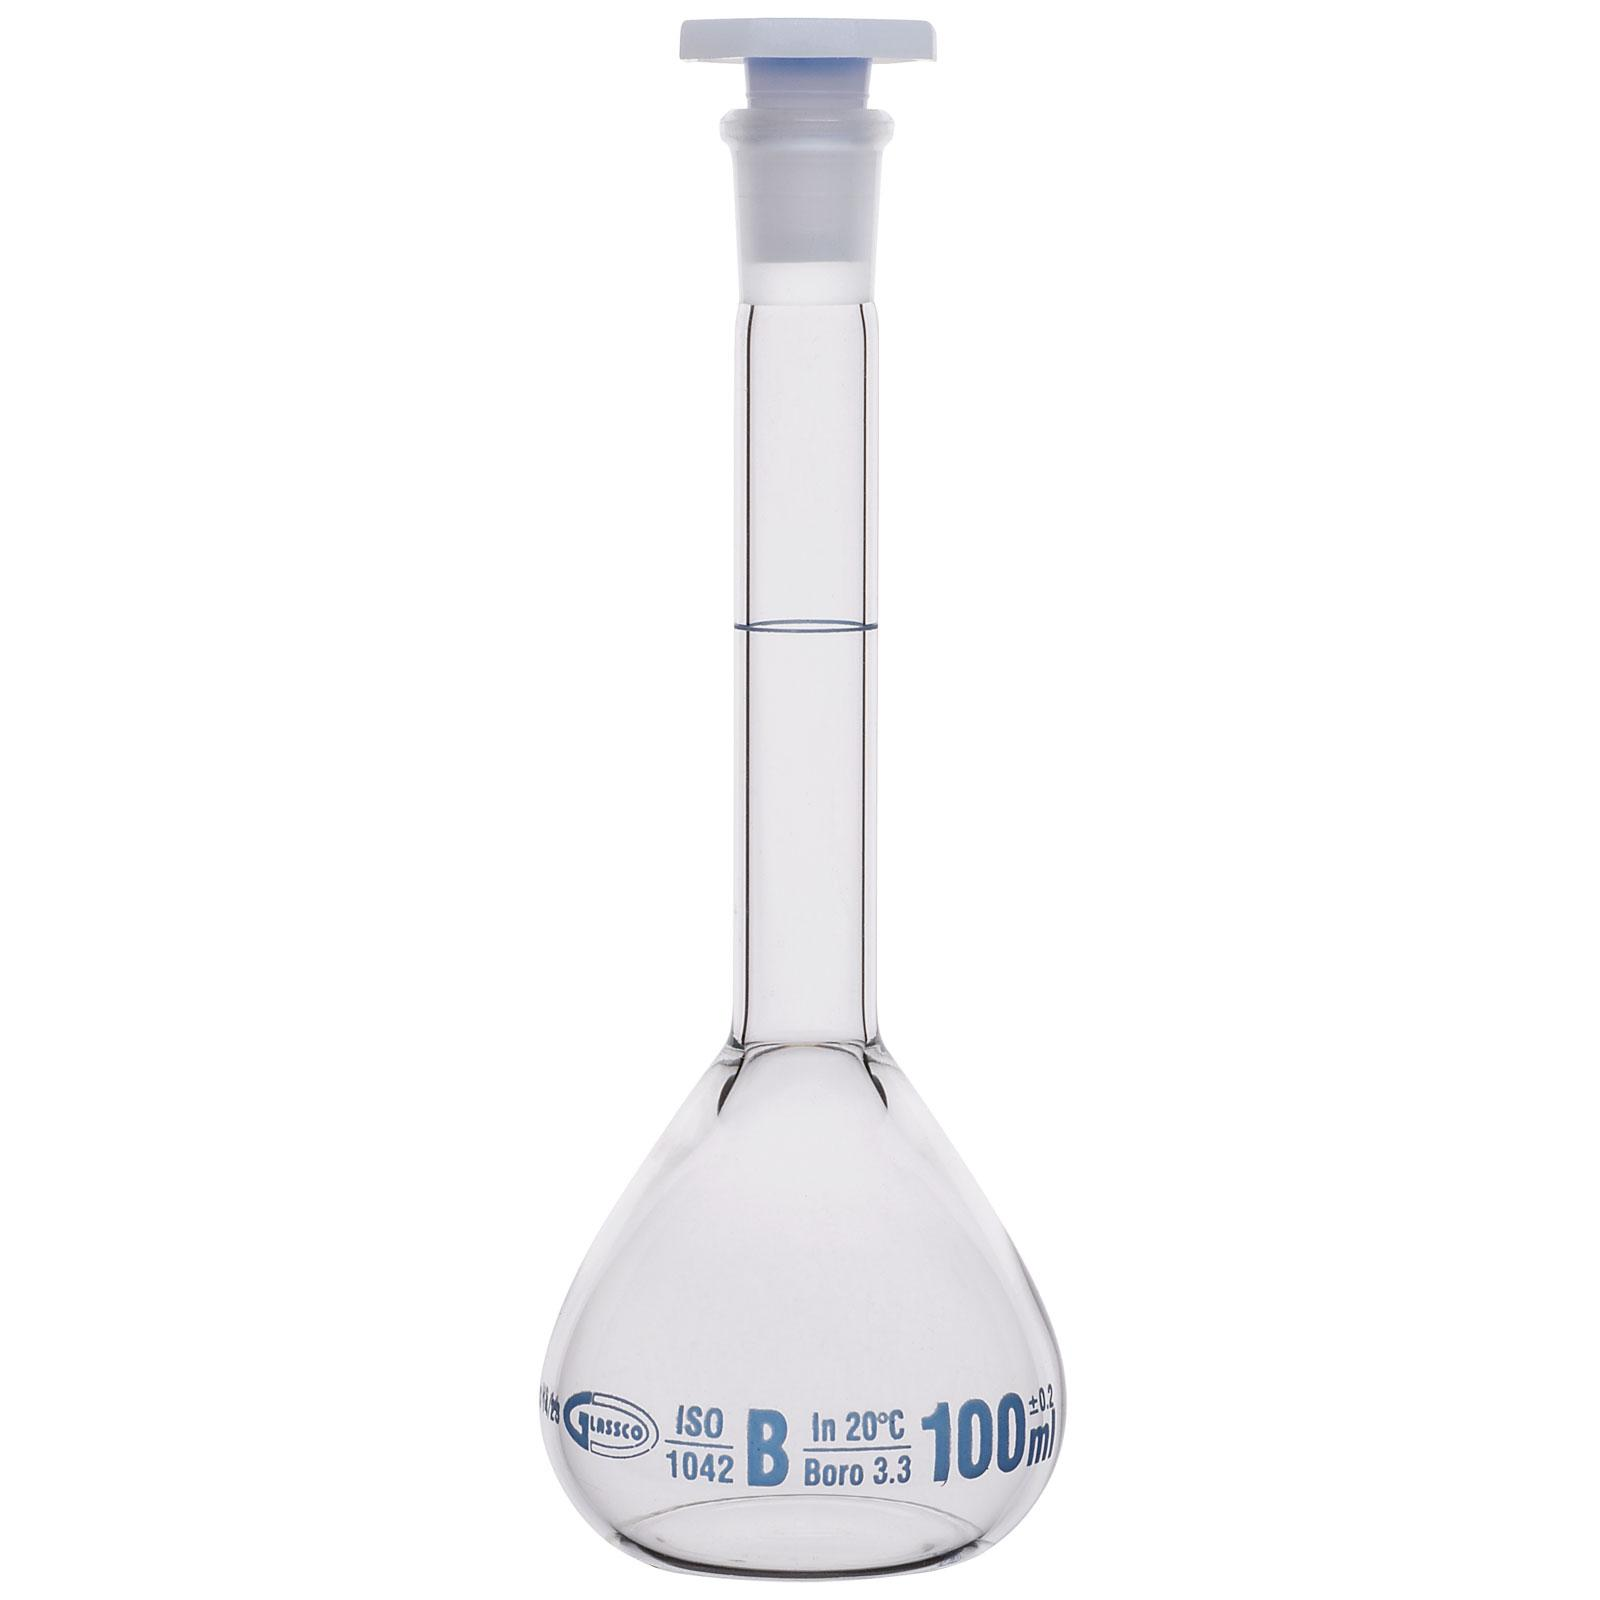 GLASSCO
ISO
1042
B
In 20°C
Boro 3.3
100 ml
±0.2